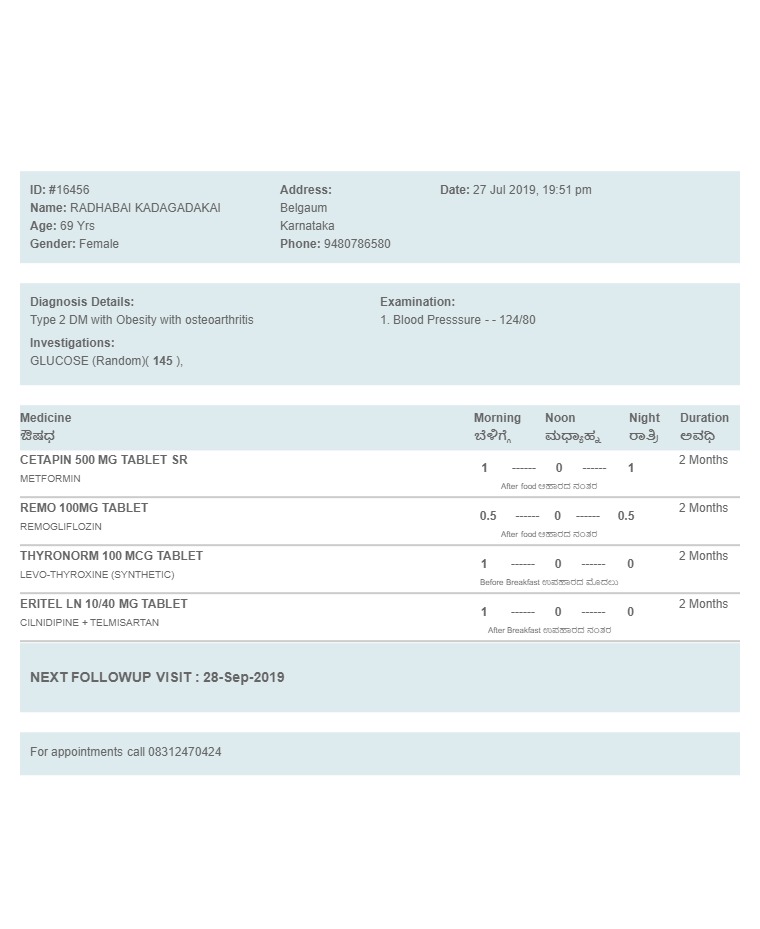 ID: #16456
Name: RADHABAI KADAGADAKAI
Age: 69 Yrs
Gender: Female
Address:
Belgaum
Karnataka
Phone: 9480786580
Date: 27 Jul 2019, 19:51 pm
Diagnosis Details:
Type 2 DM with Obesity with osteoarthritis
Investigations:
GLUCOSE (Random)( 145 ),
Examination:
1. Blood Presssure - - 124/80
Medicine Morning Noon Night Duration
ಔಷಧ ಬೆಳಿಗ್ಗೆ ಮಧ್ಯಾಹ್ನ ರಾತ್ರಿ ಅವಧಿ
CETAPIN 500 MG TABLET SR 1 ------ 0 ------ 1 2 Months
METFORMIN
After food ಆಹಾರದ ನಂತರ
REMO 100MG TABLET 0.5 ------ 0 ------ 0.5 2 Months
REMOGLIFLOZIN
After food ಆಹಾರದ ನಂತರ
THYRONORM 100 MCG TABLET 1 ------ 0 ------ 0 2 Months
LEVO-THYROXINE (SYNTHETIC)
Before Breakfast ಉಪಹಾರದ ಮೊದಲು
ERITEL LN 10/40 MG TABLET 1 ------ 0 ------ 0 2 Months
CILNIDIPINE + TELMISARTAN
After Breakfast ಉಪಹಾರದ ನಂತರ
NEXT FOLLOWUP VISIT : 28-Sep-2019
For appointments call 08312470424